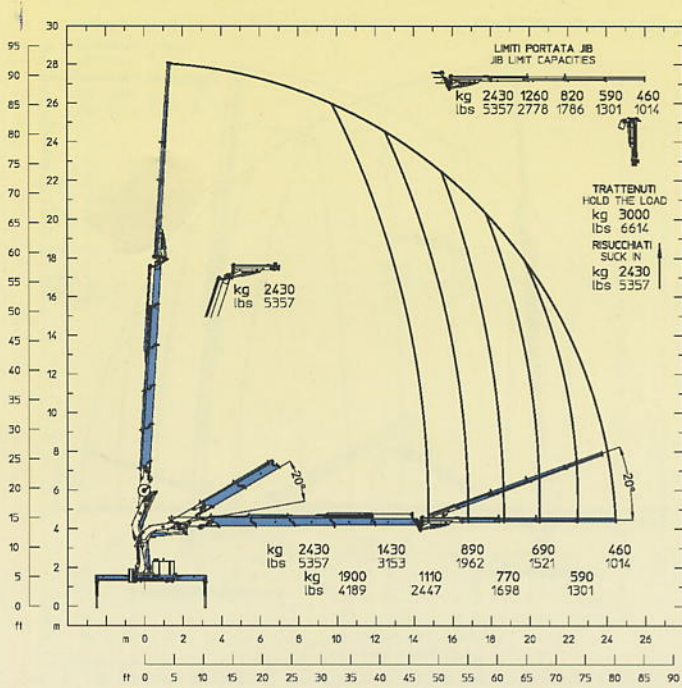 LIMITI PORTATA JIB
JIB LIMIT CAPACITIES
kg 2430 1260 820 590 460
lbs 5357 2778 1786 1301 1014
TRATTENUTI
HOLD THE LOAD
kg 3000
lbs 6614
RISUCCHIATI
SUCK IN
kg 2430
lbs 5357
kg 2430
lbs 5357
20°
20°
kg 2430 1430 890 690 460
lbs 5357 3153 1962 1521 1014
kg 1900 1110 770 590
lbs 4189 2447 1698 1301
95
90
85
80
75
70
65
60
55
50
45
40
35
30
25
20
15
10
5
0
ft
30
28
26
24
22
20
18
16
14
12
10
8
6
4
2
0
m
m 0 2 4 6 8 10 12 14 16 18 20 22 24 26
ft 0 5 10 15 20 25 30 35 40 45 50 55 60 65 70 75 80 85 90